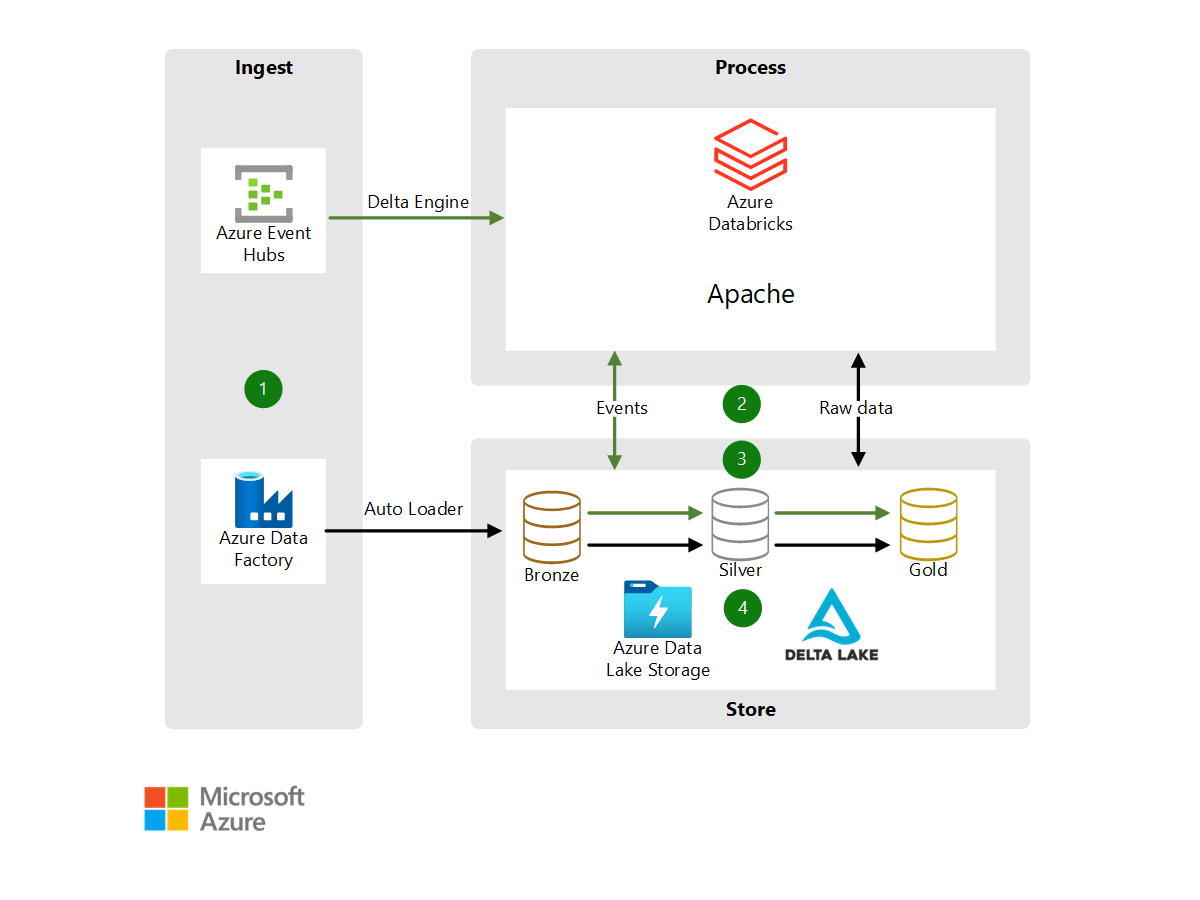 Ingest
Process
Azure Event
Hubs
Delta Engine
Azure
Databricks
Apache
1
Events
2
Raw data
3
Azure Data
Factory
Auto Loader
Bronze
Silver
Gold
4
Azure Data
Lake Storage
DELTA LAKE
Store
Microsoft
Azure